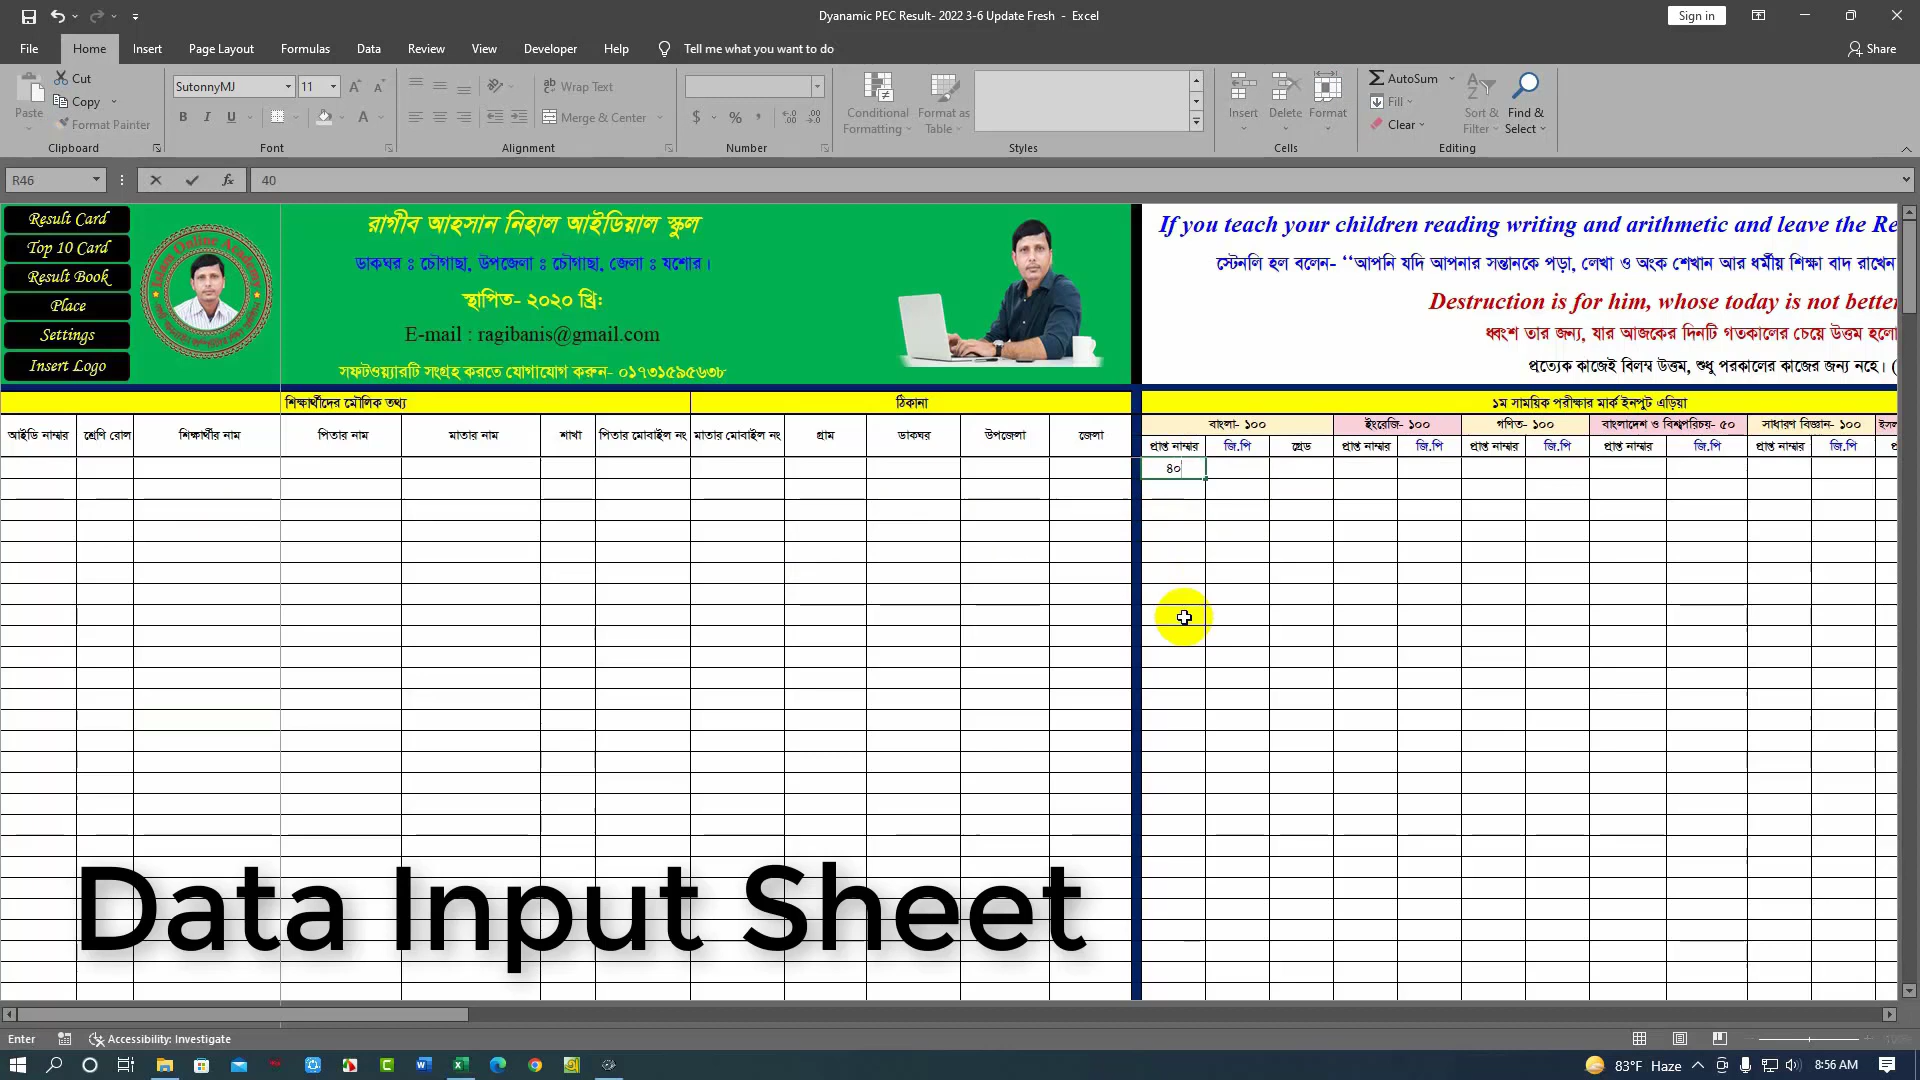 Dyanamic PEC Result- 2022 3-6 Update Fresh - Excel
Sign in
File Home Insert Page Layout Formulas Data Review View Developer Help Tell me what you want to do
Share
Paste
Cut
Copy
Format Painter
Clipboard
SutonnyMJ 11
B I U
Font
Wrap Text
Merge & Center
Alignment
$ % ,
Number
Conditional Formatting
Format as Table
Styles
Insert Delete Format
Cells
AutoSum
Fill
Clear
Sort & Filter
Find & Select
Editing
R46
fx
40
Result Card
Top 10 Card
Result Book
Place
Settings
Insert Logo
Islam Online Academy
রাগীব আহসান নিহাল আইডিয়াল স্কুল
ডাকঘর ঃ চৌগাছা, উপজেলা ঃ চৌগাছা, জেলা ঃ যশোর।
স্থাপিত- ২০২০ খ্রি:
E-mail : ragibanis@gmail.com
সফটওয়্যারটি সংগ্রহ করতে যোগাযোগ করুন- ০১৭৩১৫৯৫৬৩৮
If you teach your children reading writing and arithmetic and leave the Re
স্টেনলি হল বলেন- ‘‘আপনি যদি আপনার সন্তানকে পড়া, লেখা ও অংক শেখান আর ধর্মীয় শিক্ষা বাদ রাখেন
Destruction is for him, whose today is not better
ধ্বংশ তার জন্য, যার আজকের দিনটি গতকালের চেয়ে উত্তম হলো
প্রত্যেক কাজেই বিলম্ব উত্তম, শুধু পরকালের কাজের জন্য নহে। (
শিক্ষার্থীদের মৌলিক তথ্য ঠিকানা ১ম সাময়িক পরীক্ষার মার্ক ইনপুট এড়িয়া
বাংলা- ১০০ ইংরেজি- ১০০ গণিত- ১০০ বাংলাদেশ ও বিশ্বপরিচয়- ৫০ সাধারণ বিজ্ঞান- ১০০ ইসল
আইডি নাম্বার শ্রেণি রোল শিক্ষার্থীর নাম পিতার নাম মাতার নাম শাখা পিতার মোবাইল নং মাতার মোবাইল নং গ্রাম ডাকঘর উপজেলা জেলা
প্রাপ্ত নাম্বার জি.পি গ্রেড প্রাপ্ত নাম্বার জি.পি প্রাপ্ত নাম্বার জি.পি প্রাপ্ত নাম্বার জি.পি প্রাপ্ত নাম্বার জি.পি
৪০
Data Input Sheet
Enter
Accessibility: Investigate
83°F Haze
8:56 AM